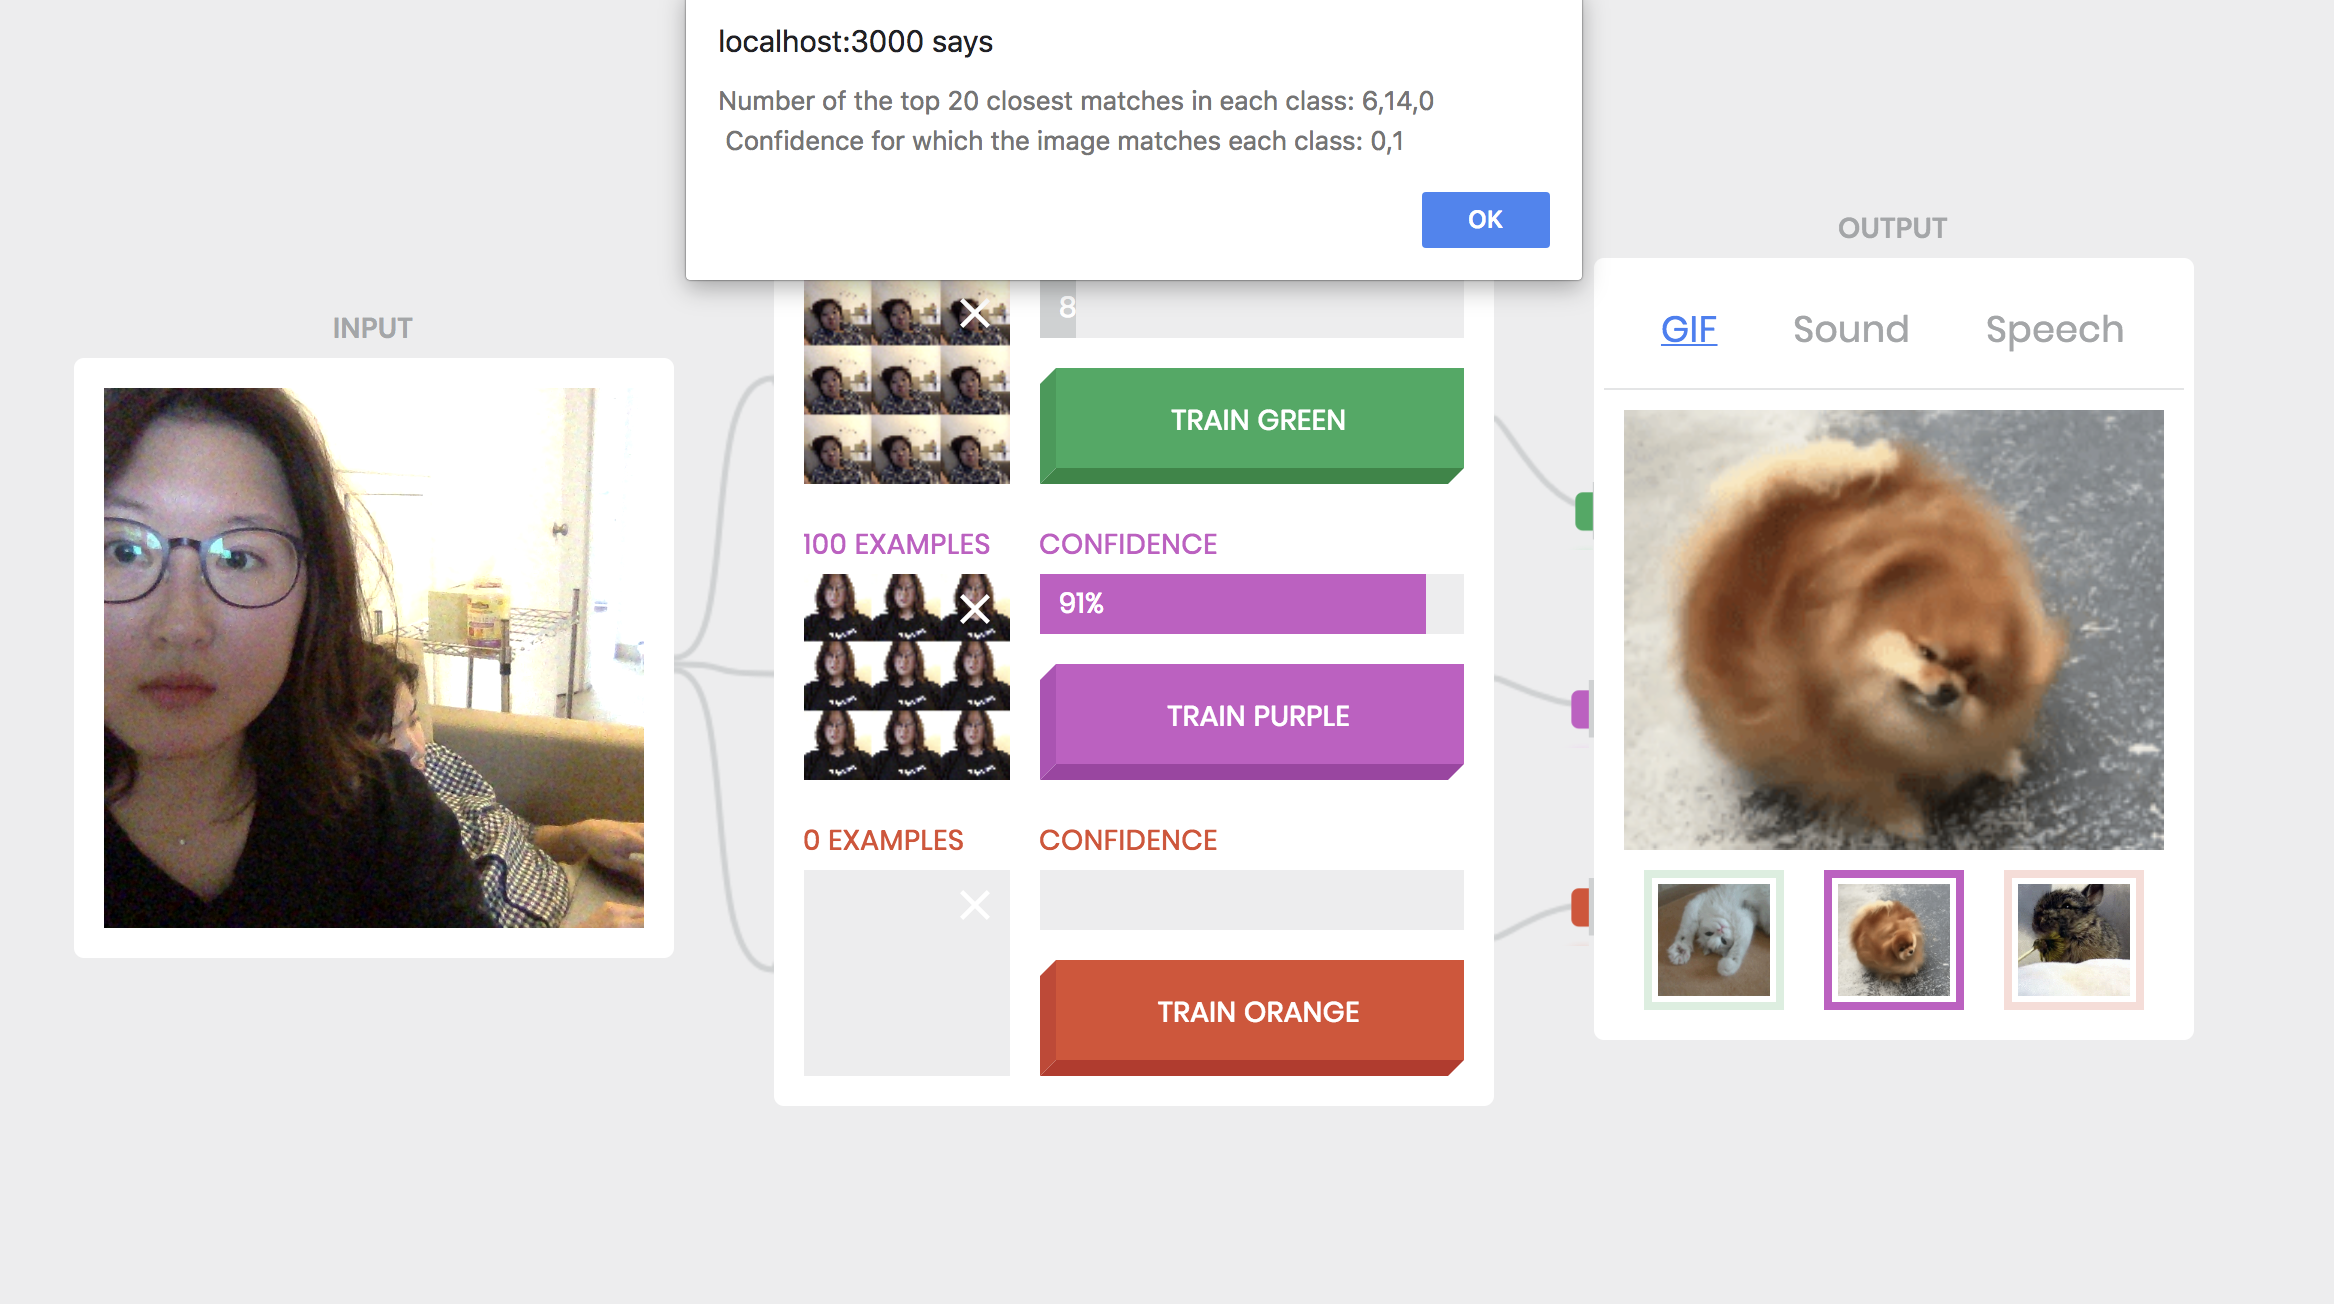 localhost:3000 says
Number of the top 20 closest matches in each class: 6,14,0
Confidence for which the image matches each class: 0,1
OK
INPUT
8
TRAIN GREEN
100 EXAMPLES
CONFIDENCE
91%
TRAIN PURPLE
0 EXAMPLES
CONFIDENCE
TRAIN ORANGE
OUTPUT
GIF
Sound
Speech